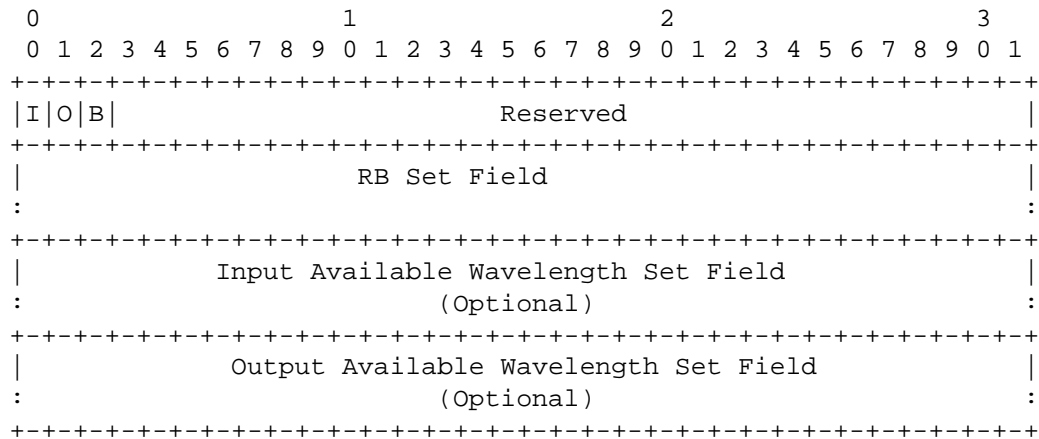 0                   1                   2                   3
 0 1 2 3 4 5 6 7 8 9 0 1 2 3 4 5 6 7 8 9 0 1 2 3 4 5 6 7 8 9 0 1
+-+-+-+-+-+-+-+-+-+-+-+-+-+-+-+-+-+-+-+-+-+-+-+-+-+-+-+-+-+-+-+-+
|I|O|B|                       Reserved                        |
+-+-+-+-+-+-+-+-+-+-+-+-+-+-+-+-+-+-+-+-+-+-+-+-+-+-+-+-+-+-+-+-+
|                     RB Set Field                              |
:                                                               :
+-+-+-+-+-+-+-+-+-+-+-+-+-+-+-+-+-+-+-+-+-+-+-+-+-+-+-+-+-+-+-+-+
|            Input Available Wavelength Set Field               |
:                          (Optional)                           :
+-+-+-+-+-+-+-+-+-+-+-+-+-+-+-+-+-+-+-+-+-+-+-+-+-+-+-+-+-+-+-+-+
|             Output Available Wavelength Set Field             |
:                          (Optional)                           :
+-+-+-+-+-+-+-+-+-+-+-+-+-+-+-+-+-+-+-+-+-+-+-+-+-+-+-+-+-+-+-+-+